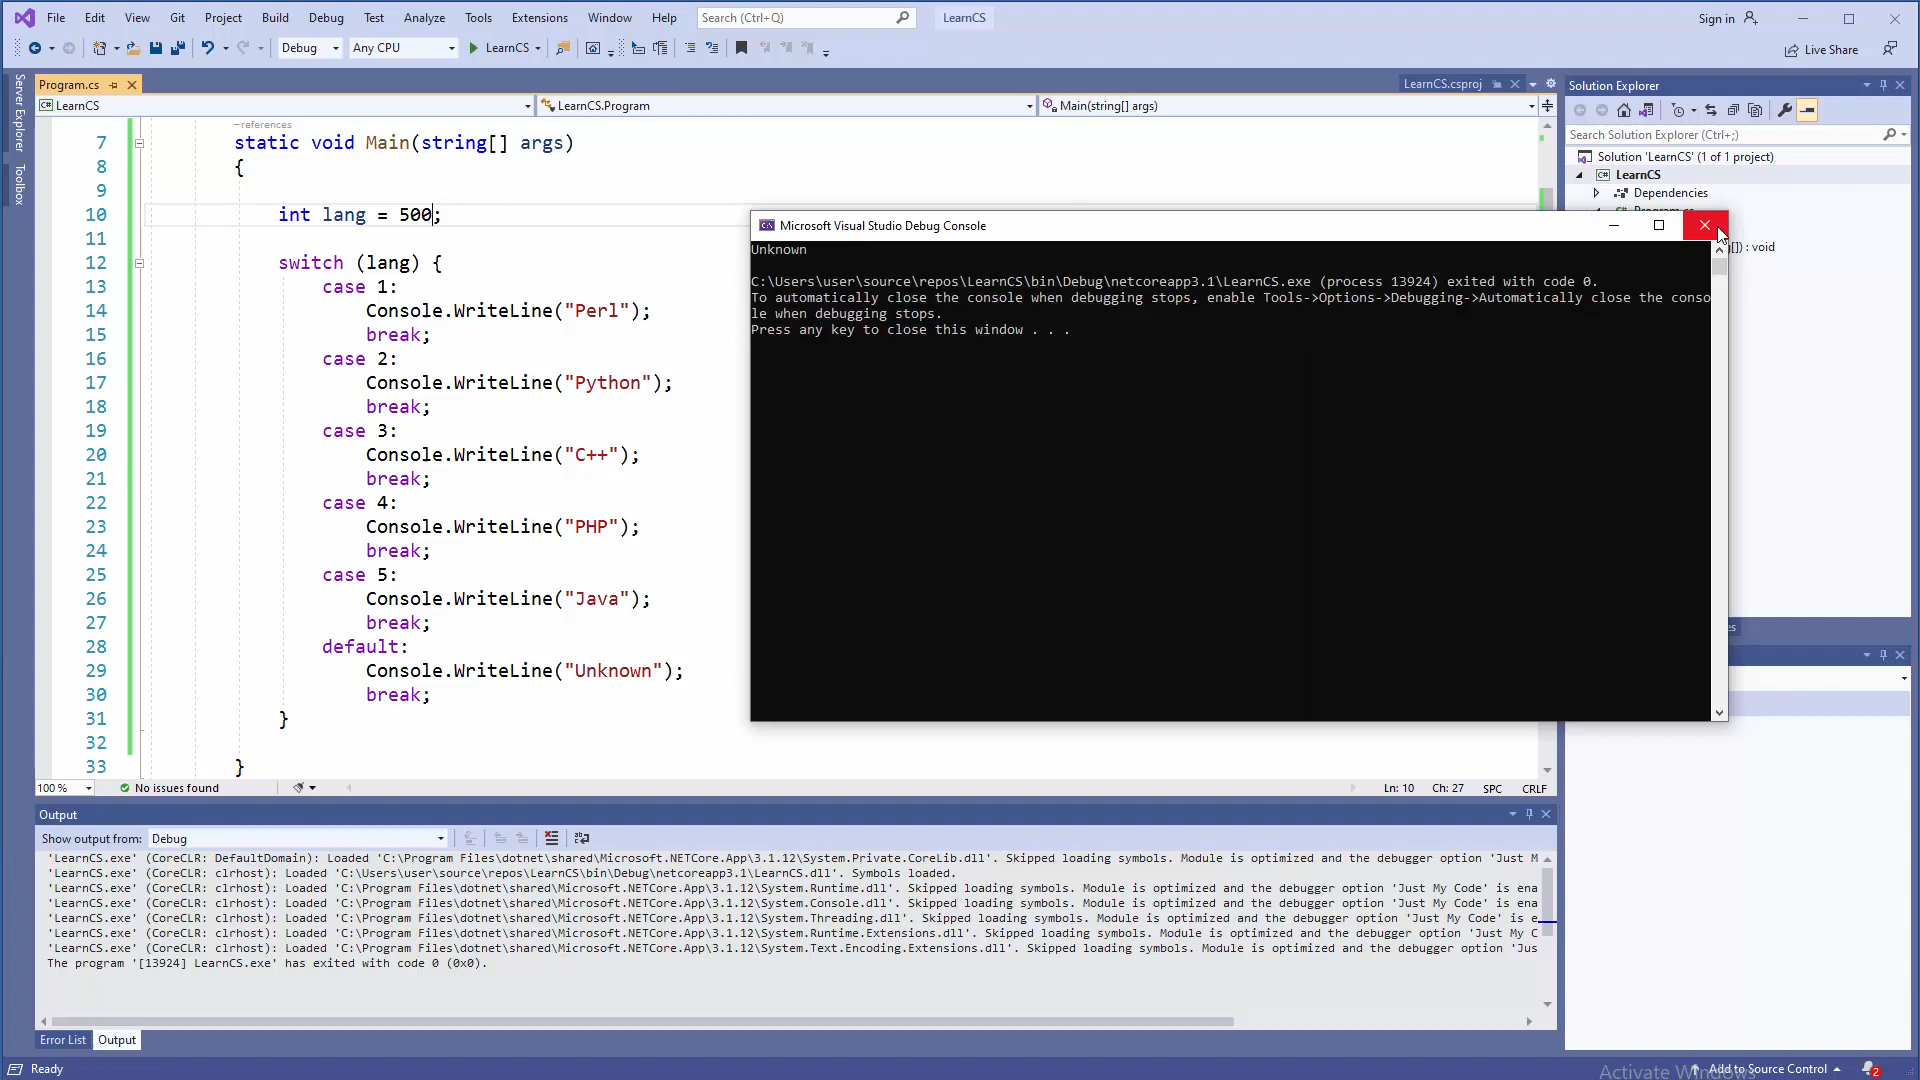 File Edit View Git Project Build Debug Test Analyze Tools Extensions Window Help Search (Ctrl+Q) LearnCS Sign in
Debug Any CPU LearnCS Live Share
Server Explorer
Toolbox
Program.cs LearnCS.csproj
LearnCS LearnCS.Program Main(string[] args)
references
7 static void Main(string[] args)
8 {
9
10 int lang = 500;
11
12 switch (lang) {
13 case 1:
14 Console.WriteLine("Perl");
15 break;
16 case 2:
17 Console.WriteLine("Python");
18 break;
19 case 3:
20 Console.WriteLine("C++");
21 break;
22 case 4:
23 Console.WriteLine("PHP");
24 break;
25 case 5:
26 Console.WriteLine("Java");
27 break;
28 default:
29 Console.WriteLine("Unknown");
30 break;
31 }
32
33 }
Microsoft Visual Studio Debug Console
Unknown
C:\Users\user\source\repos\LearnCS\bin\Debug\netcoreapp3.1\LearnCS.exe (process 13924) exited with code 0.
To automatically close the console when debugging stops, enable Tools->Options->Debugging->Automatically close the conso
le when debugging stops.
Press any key to close this window . . .
Solution Explorer
Search Solution Explorer (Ctrl+;)
Solution 'LearnCS' (1 of 1 project)
C# LearnCS
Dependencies
) : void
100 % No issues found Ln: 10 Ch: 27 SPC CRLF
Output
Show output from: Debug
'LearnCS.exe' (CoreCLR: DefaultDomain): Loaded 'C:\Program Files\dotnet\shared\Microsoft.NETCore.App\3.1.12\System.Private.CoreLib.dll'. Skipped loading symbols. Module is optimized and the debugger option 'Just M
'LearnCS.exe' (CoreCLR: clrhost): Loaded 'C:\Users\user\source\repos\LearnCS\bin\Debug\netcoreapp3.1\LearnCS.dll'. Symbols loaded.
'LearnCS.exe' (CoreCLR: clrhost): Loaded 'C:\Program Files\dotnet\shared\Microsoft.NETCore.App\3.1.12\System.Runtime.dll'. Skipped loading symbols. Module is optimized and the debugger option 'Just My Code' is ena
'LearnCS.exe' (CoreCLR: clrhost): Loaded 'C:\Program Files\dotnet\shared\Microsoft.NETCore.App\3.1.12\System.Console.dll'. Skipped loading symbols. Module is optimized and the debugger option 'Just My Code' is ena
'LearnCS.exe' (CoreCLR: clrhost): Loaded 'C:\Program Files\dotnet\shared\Microsoft.NETCore.App\3.1.12\System.Threading.dll'. Skipped loading symbols. Module is optimized and the debugger option 'Just My Code' is e
'LearnCS.exe' (CoreCLR: clrhost): Loaded 'C:\Program Files\dotnet\shared\Microsoft.NETCore.App\3.1.12\System.Runtime.Extensions.dll'. Skipped loading symbols. Module is optimized and the debugger option 'Just My C
'LearnCS.exe' (CoreCLR: clrhost): Loaded 'C:\Program Files\dotnet\shared\Microsoft.NETCore.App\3.1.12\System.Text.Encoding.Extensions.dll'. Skipped loading symbols. Module is optimized and the debugger option 'Jus
The program '[13924] LearnCS.exe' has exited with code 0 (0x0).
Error List Output
Ready Activate Windows Add to Source Control 2